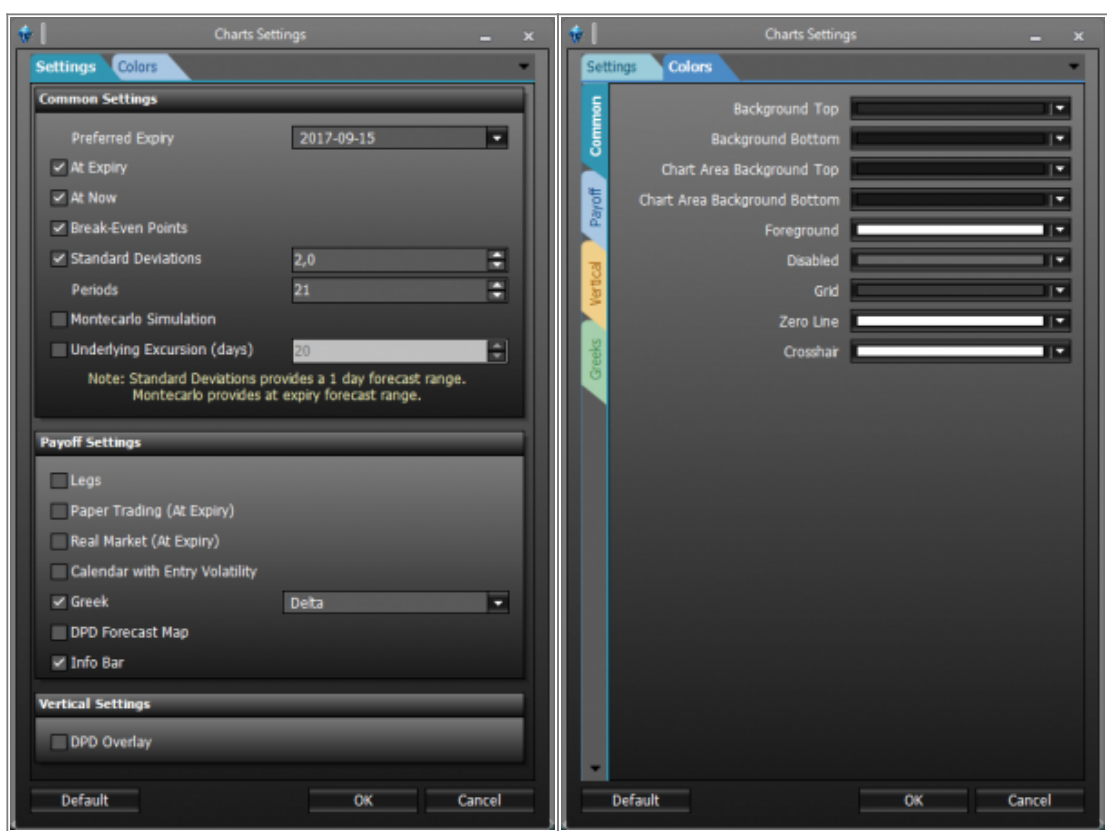 Charts Settings
Settings Colors
Common Settings
Preferred Expiry 2017-09-15
At Expiry
At Now
Break-Even Points
Standard Deviations 2,0
Periods 21
Montecarlo Simulation
Underlying Excursion (days) 20
Note: Standard Deviations provides a 1 day forecast range.
Montecarlo provides at expiry forecast range.
Payoff Settings
Legs
Paper Trading (At Expiry)
Real Market (At Expiry)
Calendar with Entry Volatility
Greek Delta
DPD Forecast Map
Info Bar
Vertical Settings
DPD Overlay
Default OK Cancel
Charts Settings
Settings Colors
Common
Payoff
Vertical
Greeks
Background Top
Background Bottom
Chart Area Background Top
Chart Area Background Bottom
Foreground
Disabled
Grid
Zero Line
Crosshair
Default OK Cancel